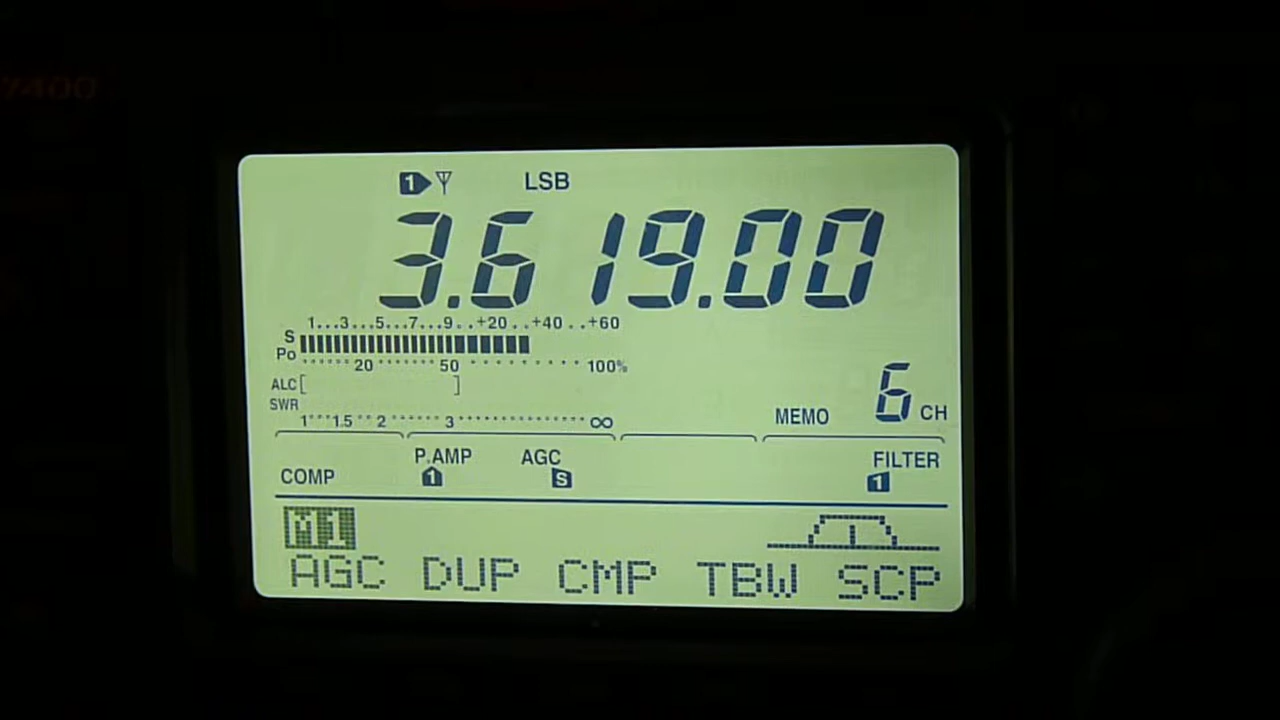 7400
1 LSB
3.619.00
S 1...3...5...7...9..+20..+40..+60
Po 20 50 100%
ALC
SWR 1 1.5 2 3 ∞
MEMO 6 CH
P.AMP AGC FILTER
COMP 1 S 1
M1
AGC DUP CMP TBW SCP